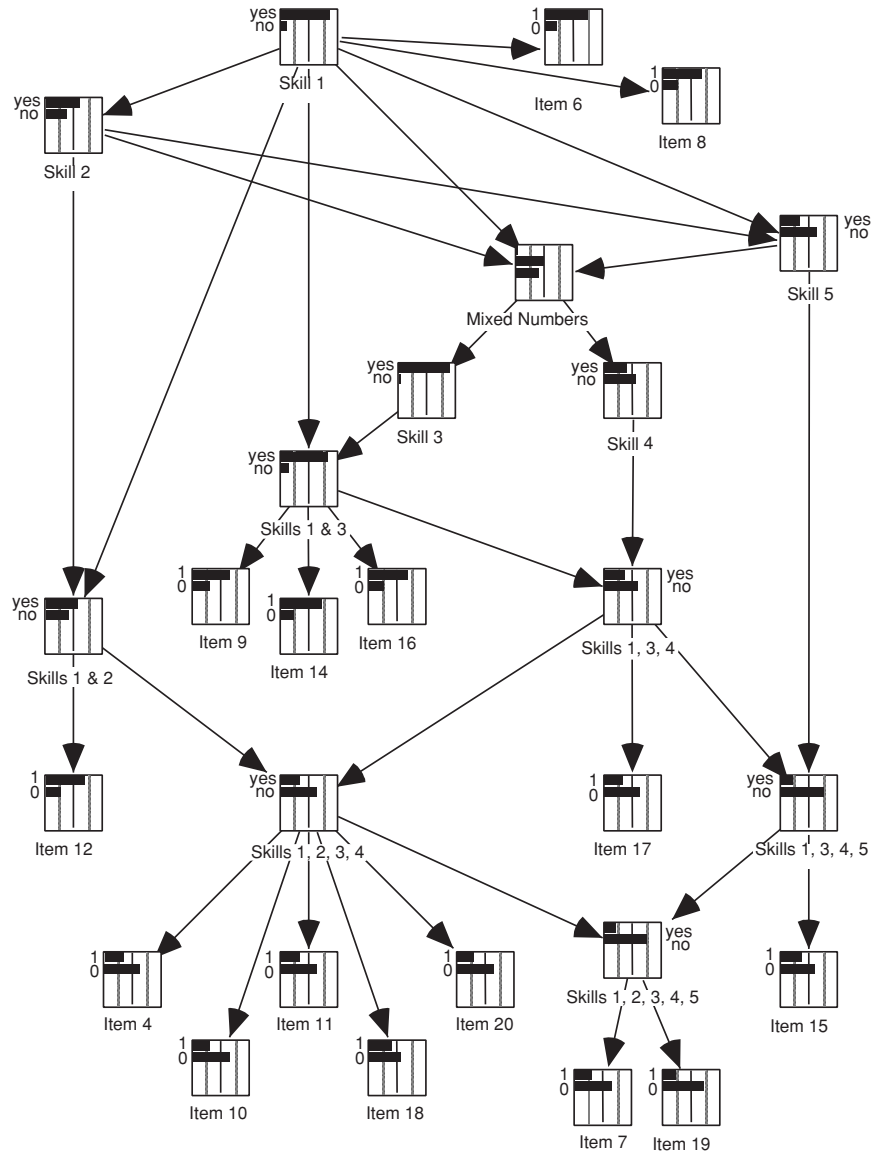 yes
no
Skill 1
1
0
Item 6
1
0
Item 8
yes
no
Skill 2
yes
no
Skill 5
Mixed Numbers
yes
no
Skill 3
yes
no
Skill 4
yes
no
Skills 1 & 3
1
0
Item 9
1
0
Item 14
1
0
Item 16
yes
no
Skills 1, 3, 4
yes
no
Skills 1 & 2
1
0
Item 12
yes
no
Skills 1, 2, 3, 4
1
0
Item 17
yes
no
Skills 1, 3, 4, 5
1
0
Item 4
1
0
Item 11
1
0
Item 20
yes
no
Skills 1, 2, 3, 4, 5
1
0
Item 15
1
0
Item 10
1
0
Item 18
1
0
Item 7
1
0
Item 19